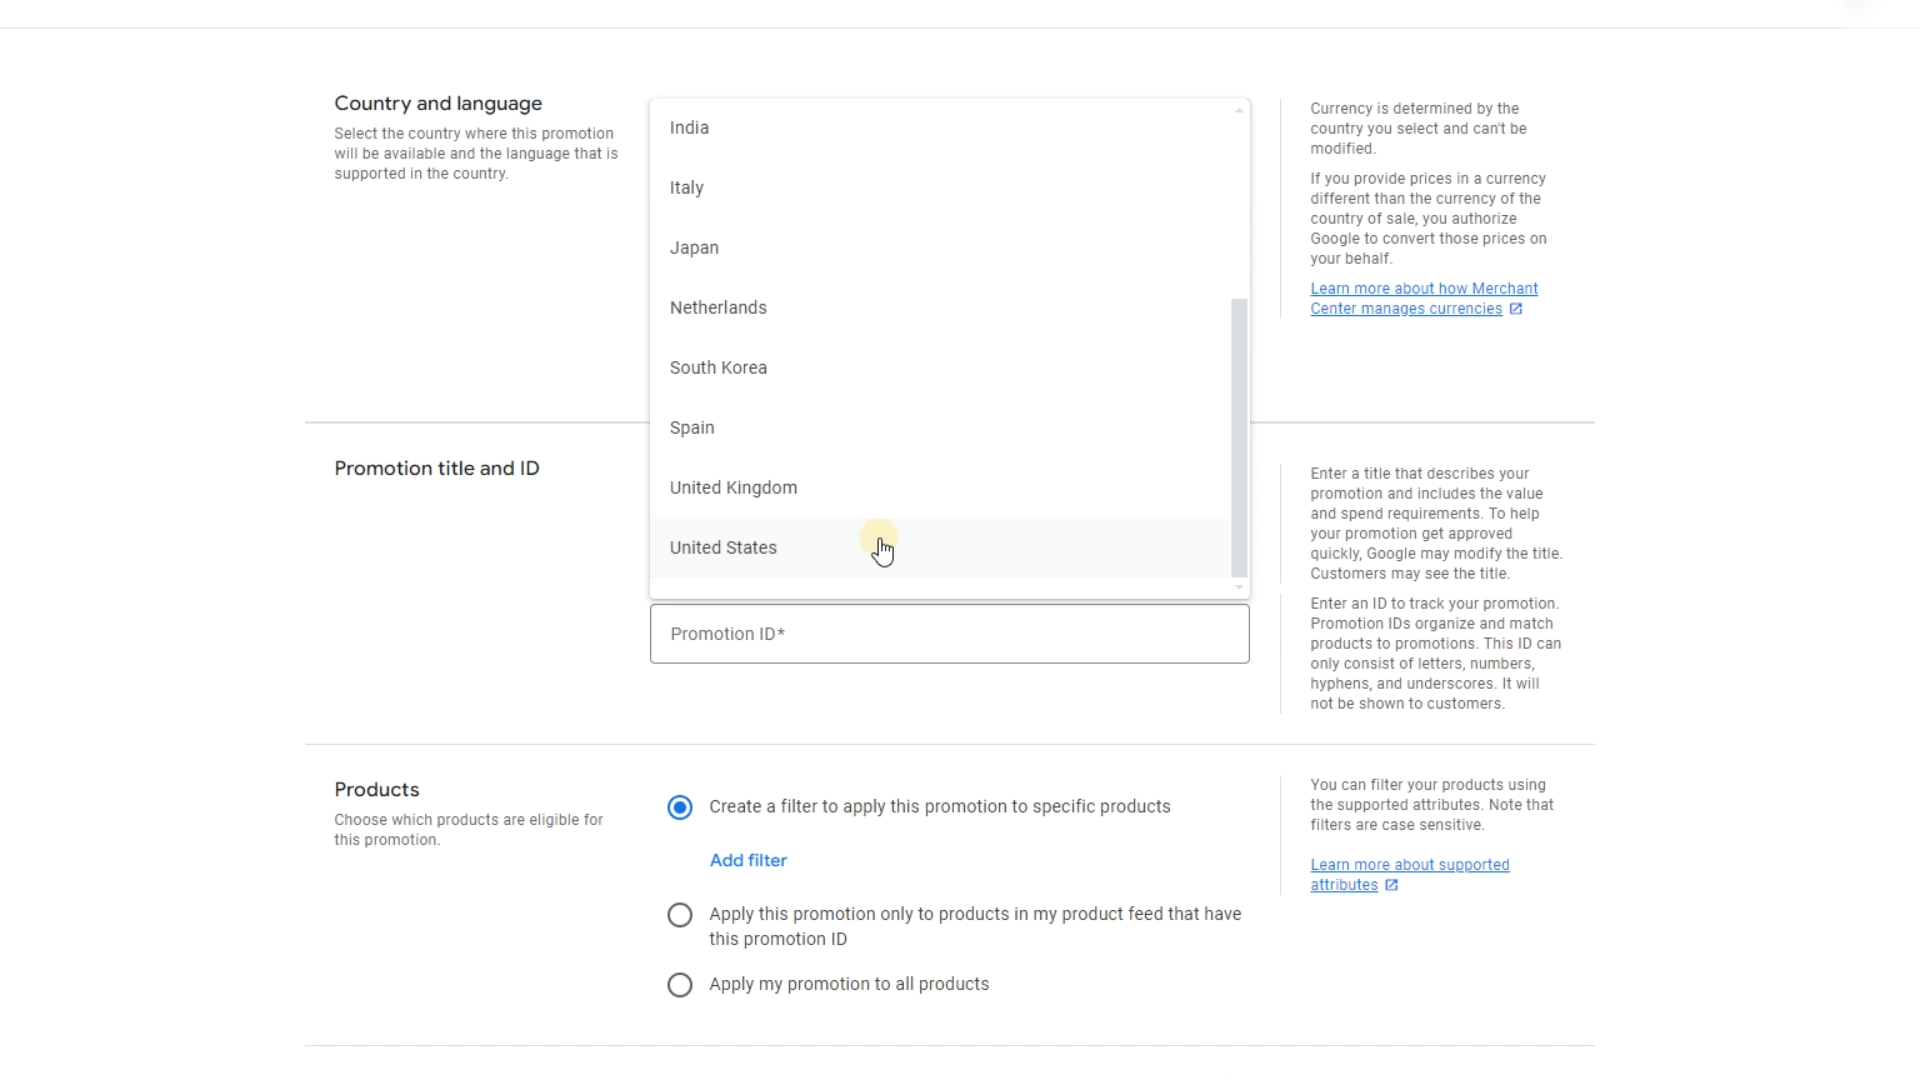 Country and language
Select the country where this promotion
will be available and the language that is
supported in the country.
India
Italy
Japan
Netherlands
South Korea
Spain
United Kingdom
United States
Currency is determined by the
country you select and can't be
modified.
If you provide prices in a currency
different than the currency of the
country of sale, you authorize
Google to convert those prices on
your behalf.
Learn more about how Merchant
Center manages currencies
Promotion title and ID
Promotion ID*
Enter a title that describes your
promotion and includes the value
and spend requirements. To help
your promotion get approved
quickly, Google may modify the title.
Customers may see the title.
Enter an ID to track your promotion.
Promotion IDs organize and match
products to promotions. This ID can
only consist of letters, numbers,
hyphens, and underscores. It will
not be shown to customers.
Products
Choose which products are eligible for
this promotion.
Create a filter to apply this promotion to specific products
Add filter
Apply this promotion only to products in my product feed that have
this promotion ID
Apply my promotion to all products
You can filter your products using
the supported attributes. Note that
filters are case sensitive.
Learn more about supported
attributes